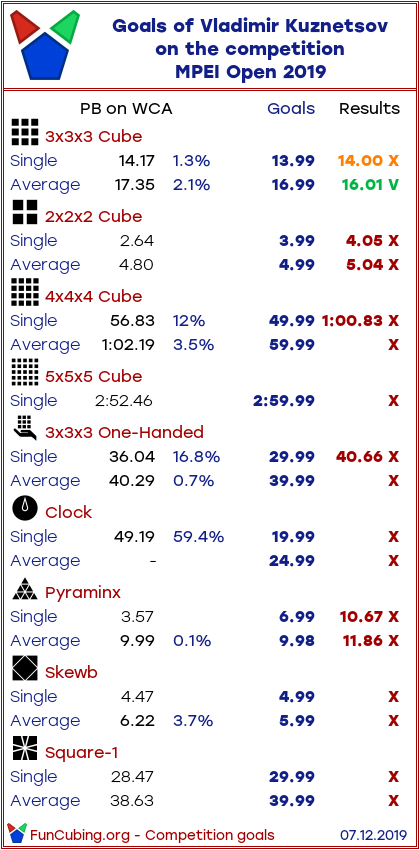 Goals of Vladimir Kuznetsov
on the competition
MPEI Open 2019
PB on WCA Goals Results
3x3x3 Cube
Single 14.17 1.3% 13.99 14.00 X
Average 17.35 2.1% 16.99 16.01 V
2x2x2 Cube
Single 2.64 3.99 4.05 X
Average 4.80 4.99 5.04 X
4x4x4 Cube
Single 56.83 12% 49.99 1:00.83 X
Average 1:02.19 3.5% 59.99 X
5x5x5 Cube
Single 2:52.46 2:59.99 X
3x3x3 One-Handed
Single 36.04 16.8% 29.99 40.66 X
Average 40.29 0.7% 39.99 X
Clock
Single 49.19 59.4% 19.99 X
Average - 24.99 X
Pyraminx
Single 3.57 6.99 10.67 X
Average 9.99 0.1% 9.98 11.86 X
Skewb
Single 4.47 4.99 X
Average 6.22 3.7% 5.99 X
Square-1
Single 28.47 29.99 X
Average 38.63 39.99 X
FunCubing.org - Competition goals 07.12.2019